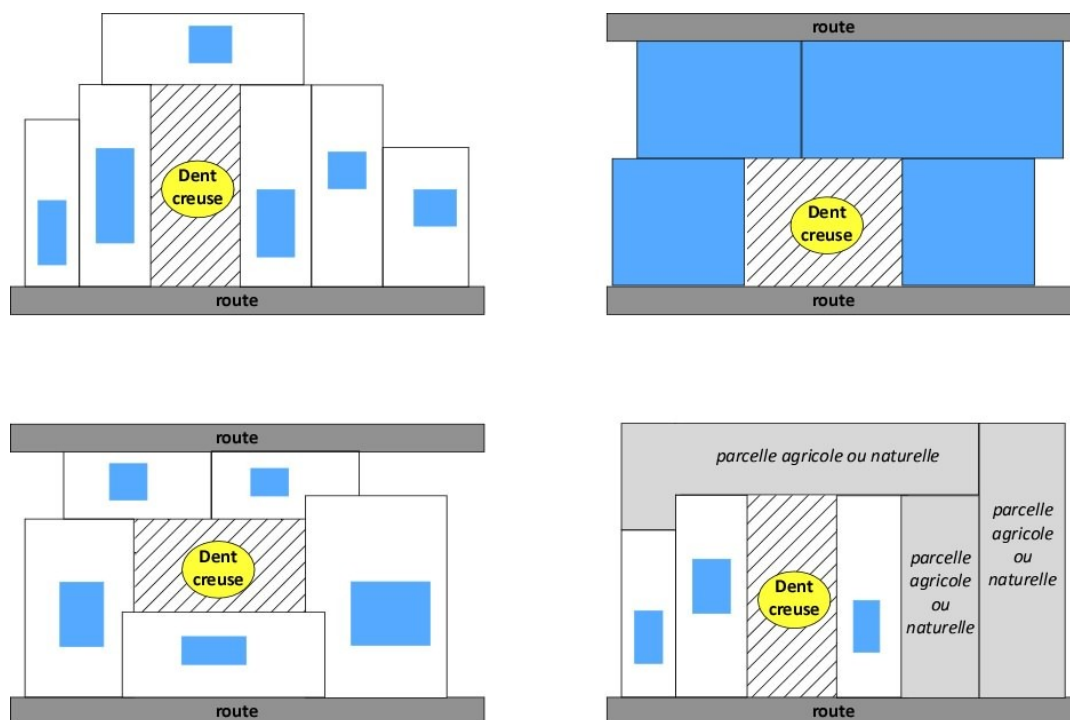 Dent
creuse
route
route
Dent
creuse
route
route
Dent
creuse
route
parcelle agricole ou naturelle
parcelle
agricole
ou
naturelle
parcelle
agricole
ou
naturelle
Dent
creuse
route